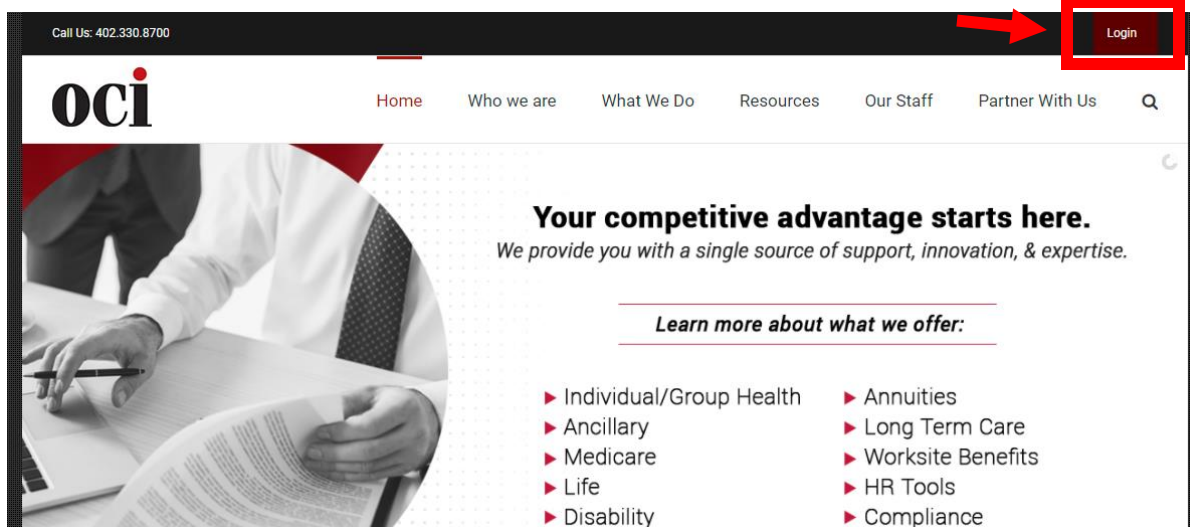 Call Us: 402.330.8700
Login
oci
Home Who we are What We Do Resources Our Staff Partner With Us
Your competitive advantage starts here.
We provide you with a single source of support, innovation, & expertise.
Learn more about what we offer:
▶ Individual/Group Health ▶ Annuities
▶ Ancillary ▶ Long Term Care
▶ Medicare ▶ Worksite Benefits
▶ Life ▶ HR Tools
▶ Disability ▶ Compliance